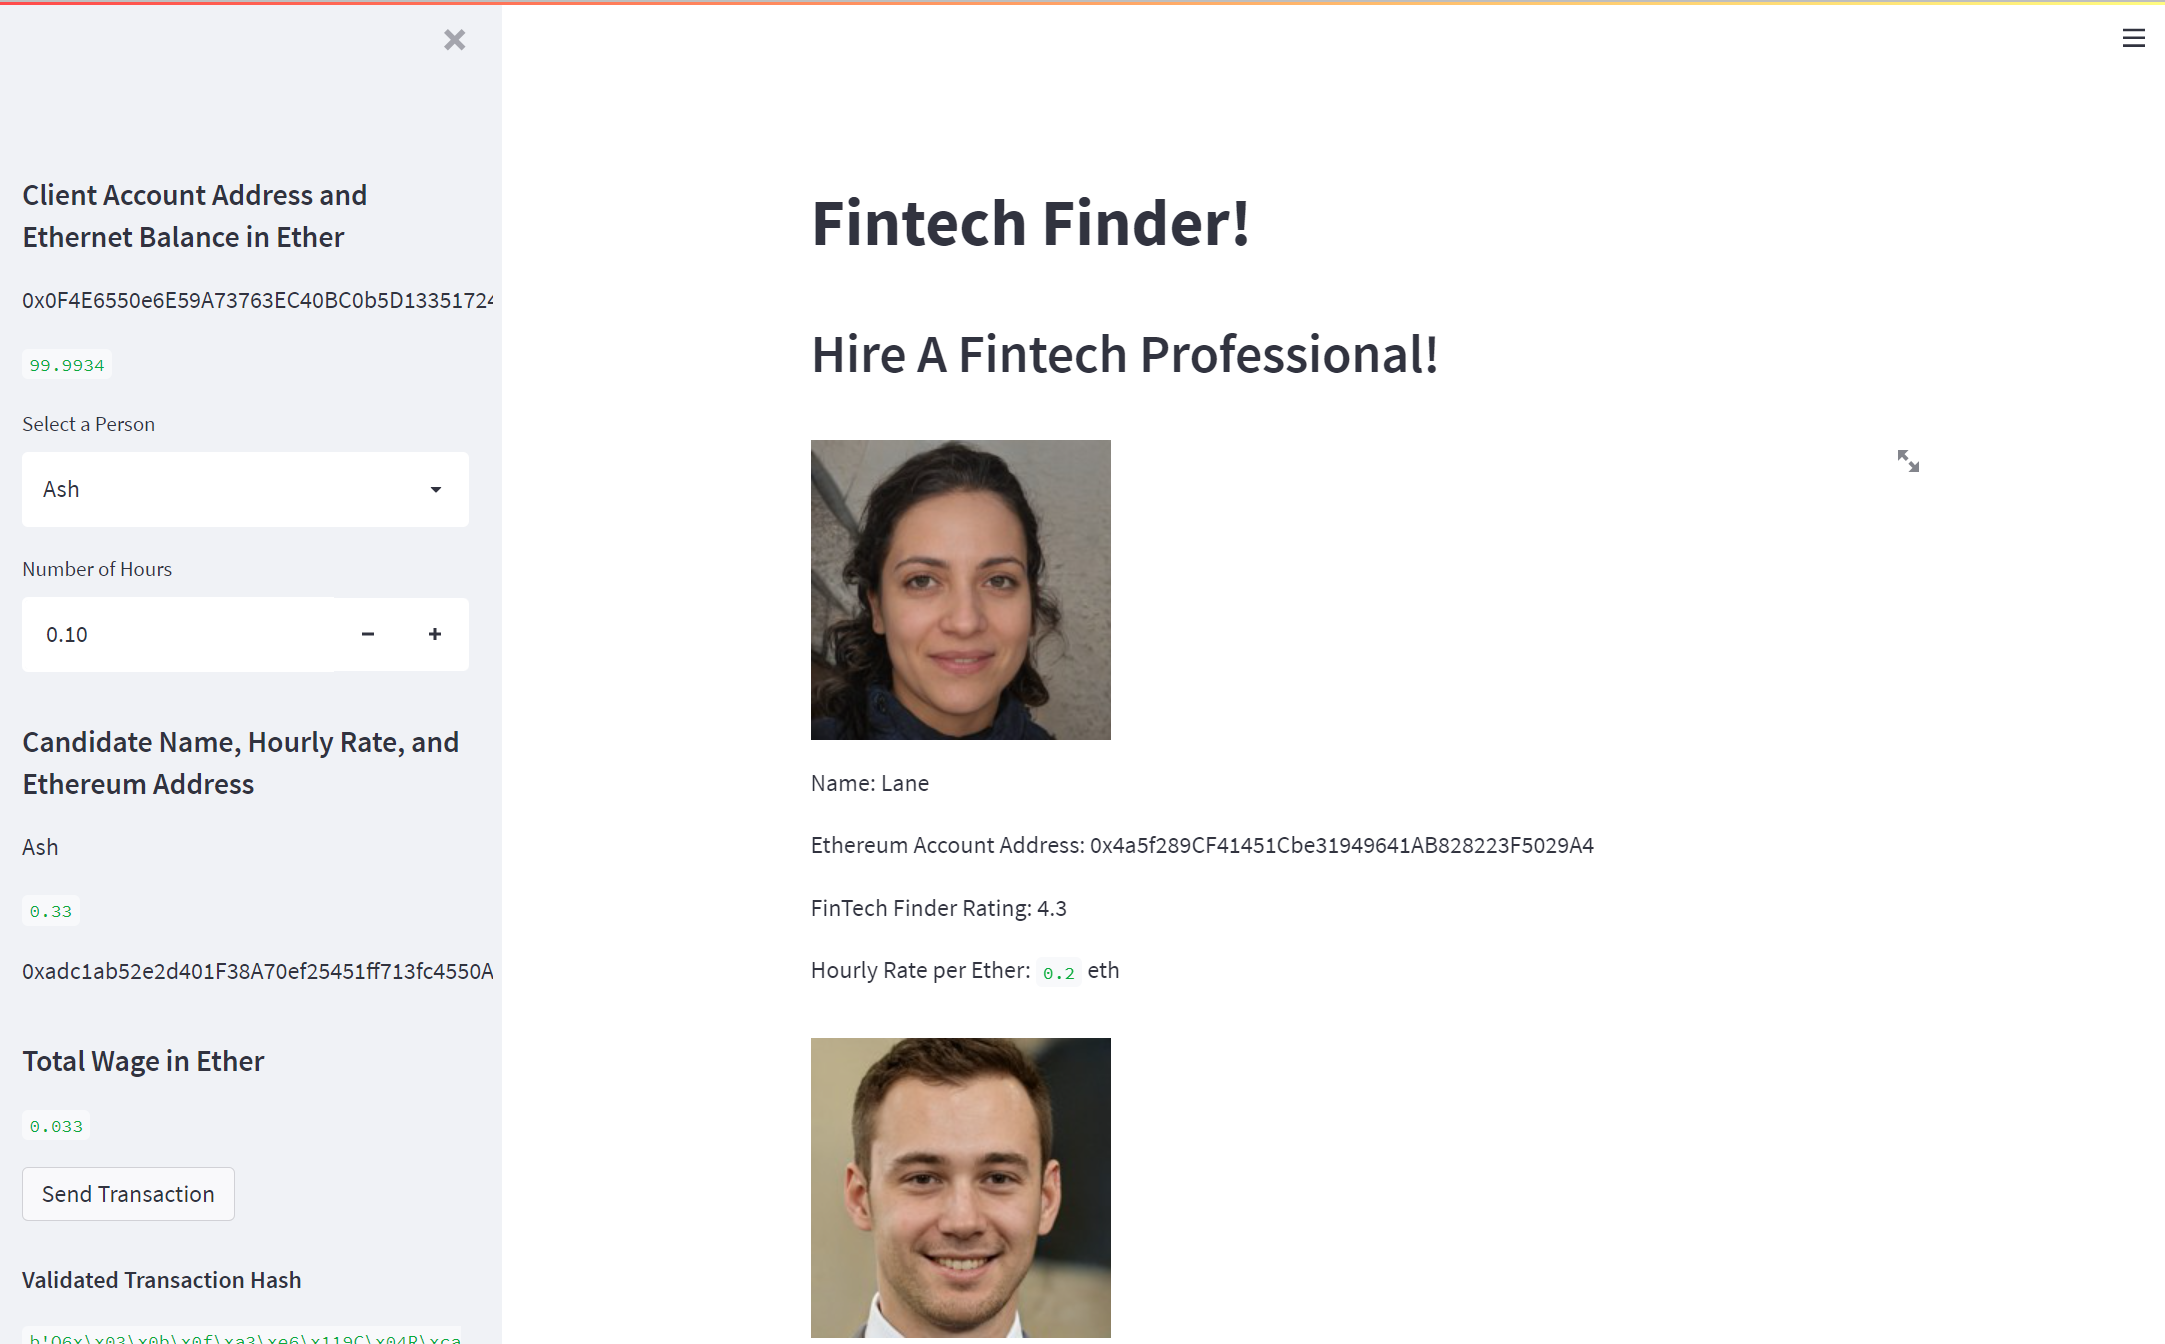 Client Account Address and
Ethernet Balance in Ether
0x0F4E6550e6E59A73763EC40BC0b5D1335172
99.9934
Select a Person
Ash
Number of Hours
0.10
Candidate Name, Hourly Rate, and
Ethereum Address
Ash
0.33
0xadc1ab52e2d401F38A70ef25451ff713fc4550A
Total Wage in Ether
0.033
Send Transaction
Validated Transaction Hash
Fintech Finder!
Hire A Fintech Professional!
Name: Lane
Ethereum Account Address: 0x4a5f289CF41451Cbe31949641AB828223F5029A4
FinTech Finder Rating: 4.3
Hourly Rate per Ether: 0.2 eth